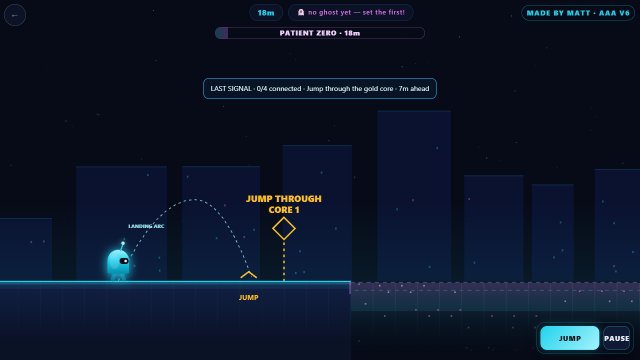 ←
18m
no ghost yet — set the first!
MADE BY MATT · AAA V6
PATIENT ZERO · 18m
LAST SIGNAL · 0/4 connected · Jump through the gold core · 7m ahead
JUMP THROUGH
CORE 1
LANDING ARC
JUMP
JUMP
PAUSE